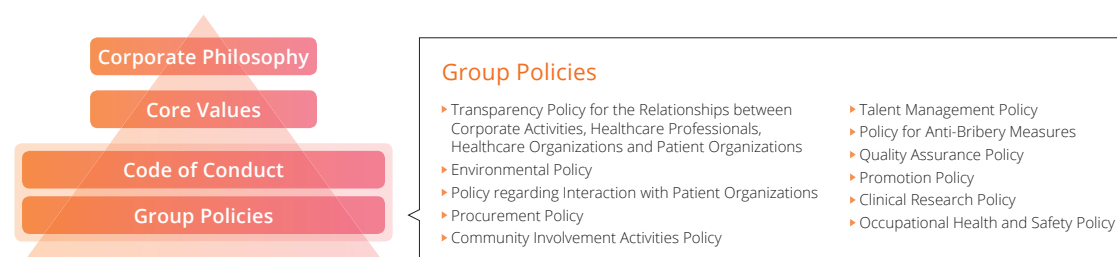 Corporate Philosophy
Core Values
Code of Conduct
Group Policies
Group Policies
Transparency Policy for the Relationships between
Corporate Activities, Healthcare Professionals,
Healthcare Organizations and Patient Organizations
Environmental Policy
Policy regarding Interaction with Patient Organizations
Procurement Policy
Community Involvement Activities Policy
Talent Management Policy
Policy for Anti-Bribery Measures
Quality Assurance Policy
Promotion Policy
Clinical Research Policy
Occupational Health and Safety Policy